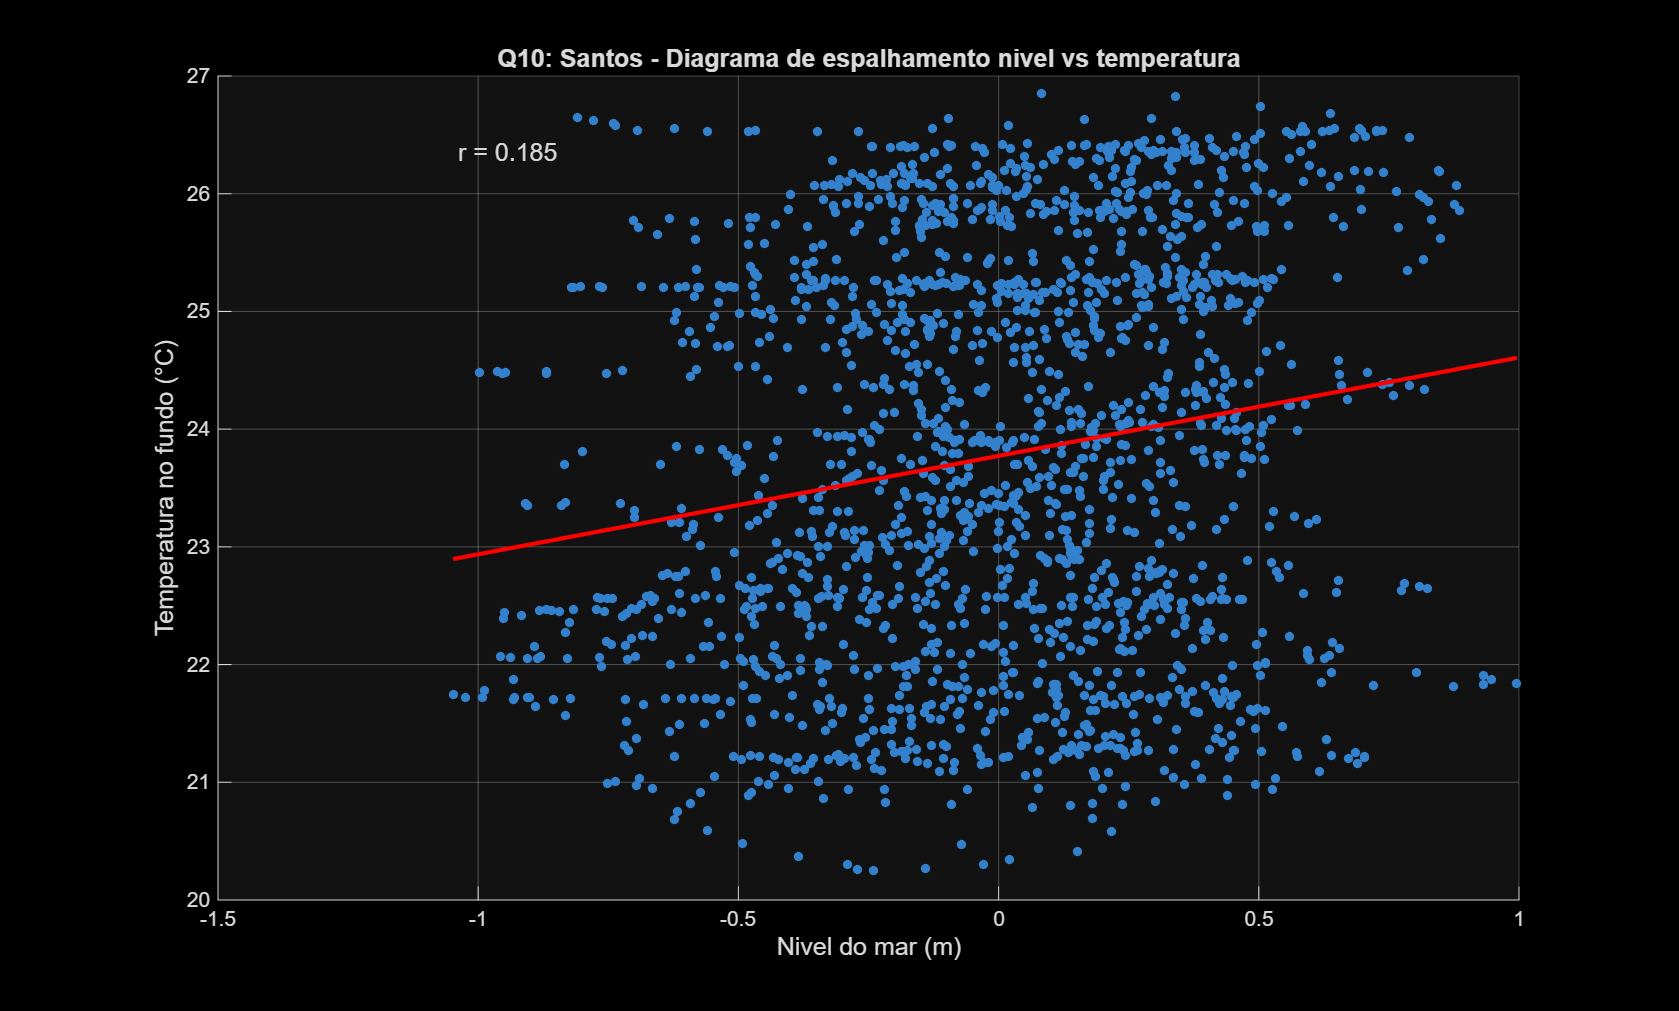 Q10: Santos - Diagrama de espalhamento nivel vs temperatura
27
r = 0.185
26
25
24
23
22
21
20
Temperatura no fundo (°C)
-1.5 -1 -0.5 0 0.5 1
Nivel do mar (m)